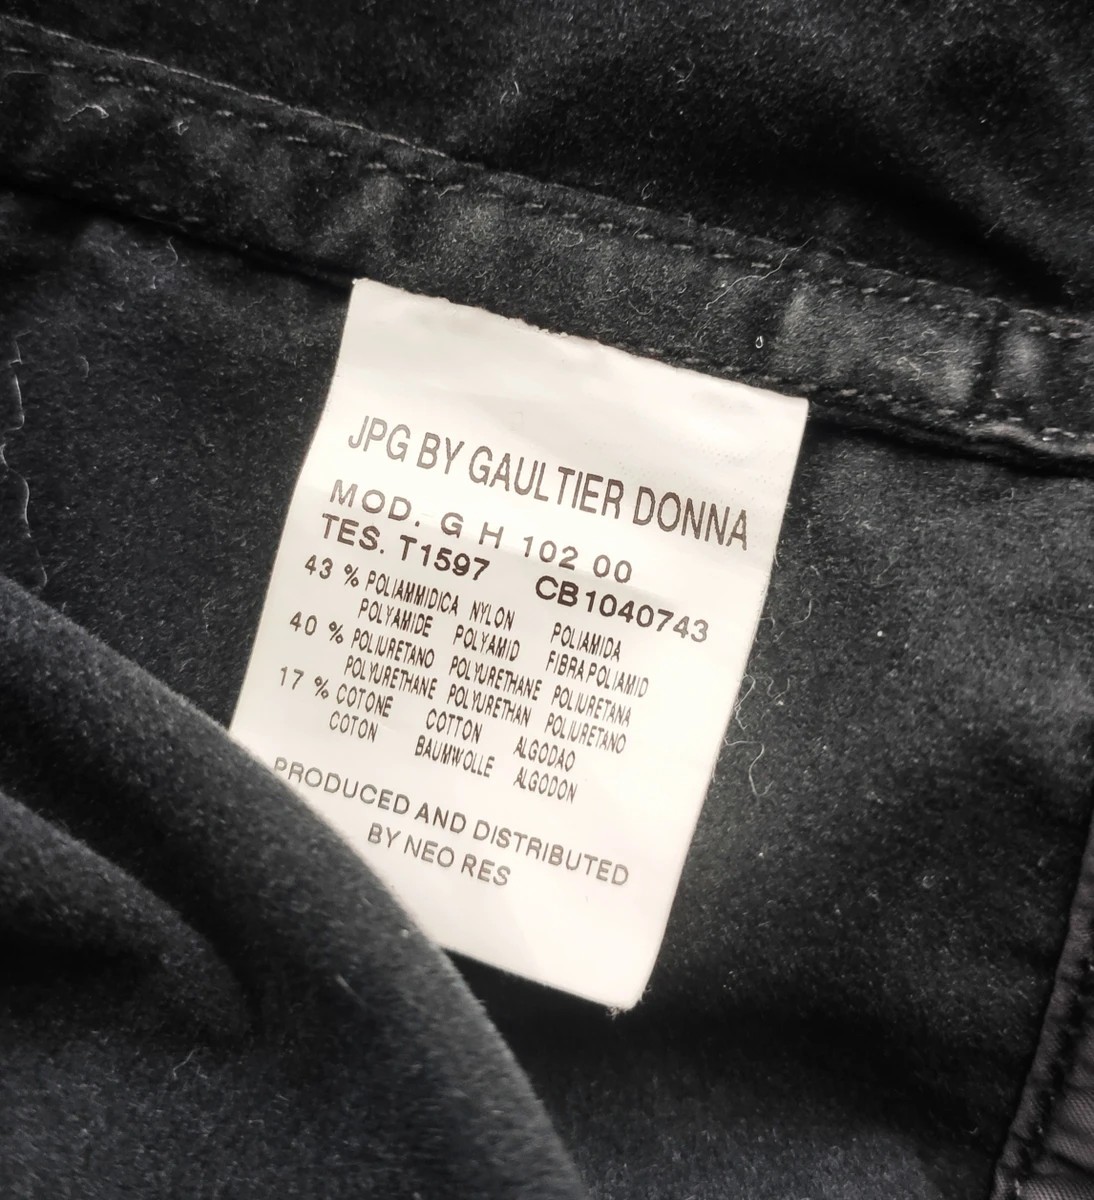 JPG BY GAULTIER DONNA
MOD. G H 102 00
TES. T1597 CB1040743
43 % POLIAMMIDICA NYLON POLIAMIDA
POLYAMIDE POLYAMID FIBRA POLIAMID
40 % POLIURETANO POLYURETHANE POLIURETANA
POLYURETHANE POLYURETHAN POLIURETANO
17 % COTONE COTTON ALGODAO
COTON BAUMWOLLE ALGODON
PRODUCED AND DISTRIBUTED
BY NEO RES